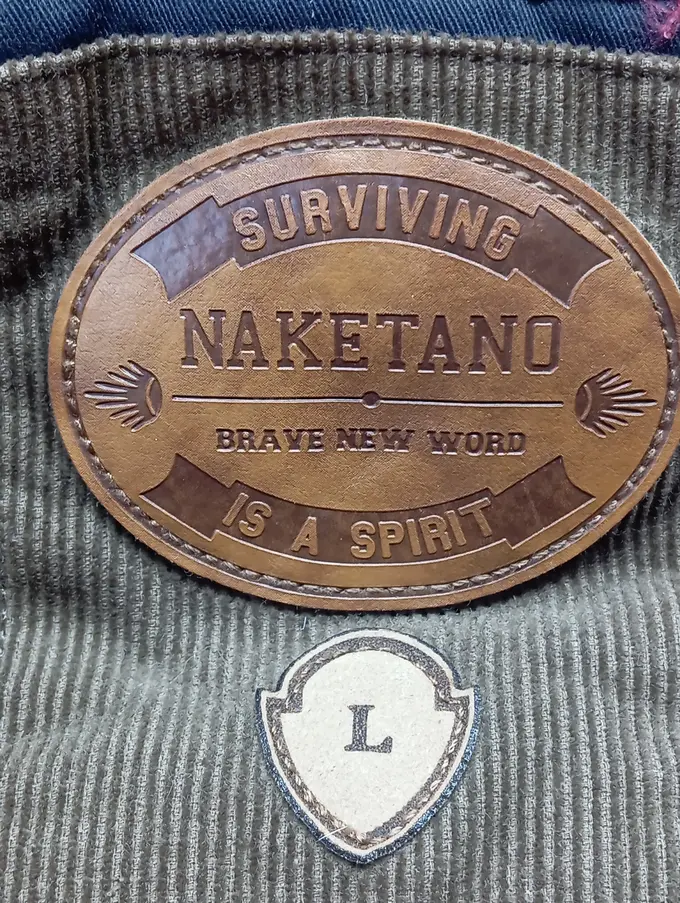 SURVIVING
NAKETANO
BRAVE NEW WORD
IS A SPIRIT
L